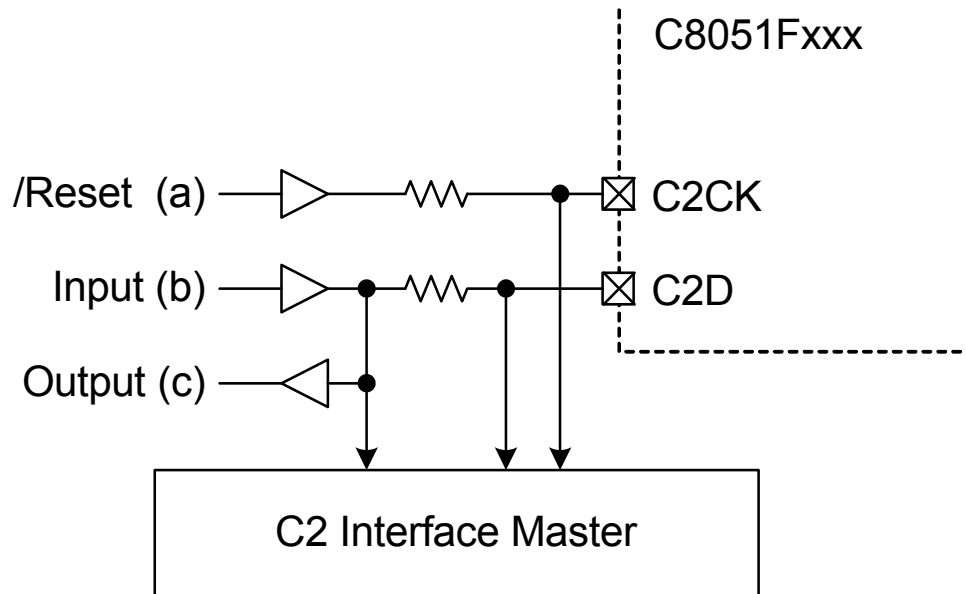 C8051Fxxx
/Reset (a)
C2CK
Input (b)
C2D
Output (c)
C2 Interface Master